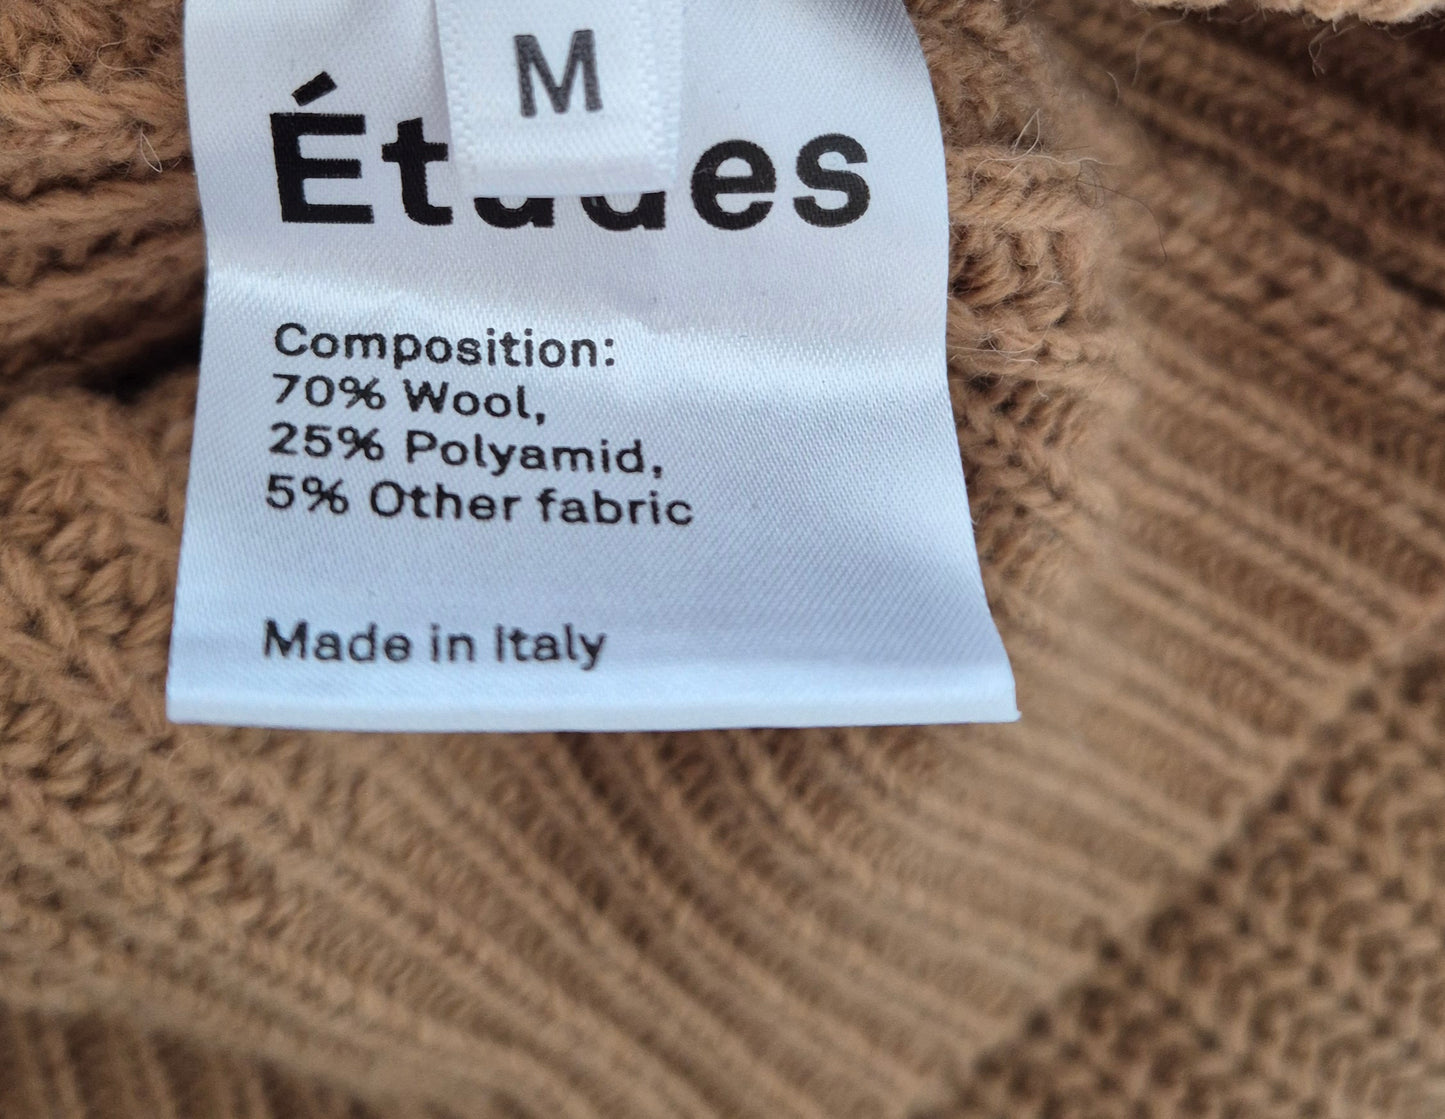 M
Études
Composition:
70% Wool,
25% Polyamid,
5% Other fabric
Made in Italy